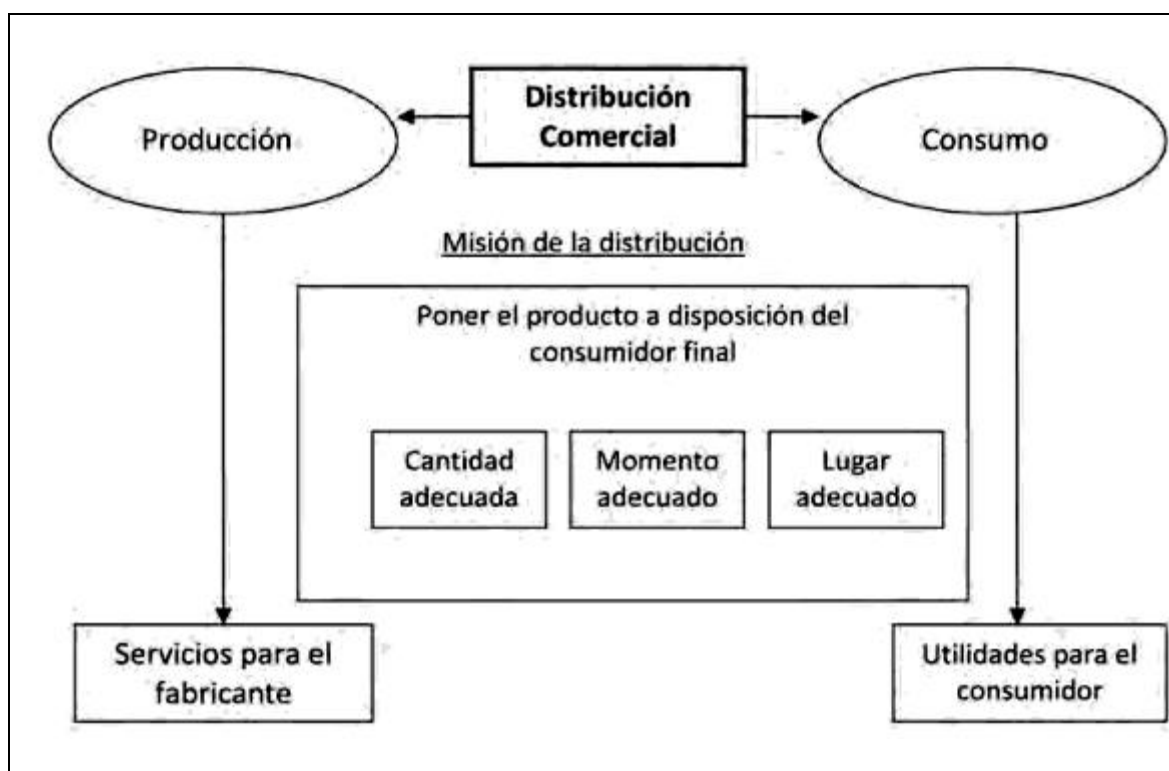 Distribución
Comercial
Producción
Consumo
Misión de la distribución
Poner el producto a disposición del
consumidor final
Cantidad
adecuada
Momento
adecuado
Lugar
adecuado
Servicios para el
fabricante
Utilidades para el
consumidor